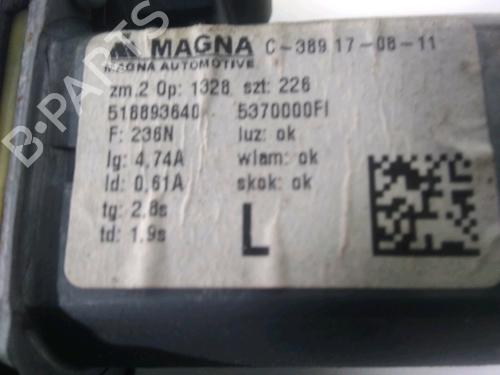 MAGNA C-389 17-08-11
MAGNA AUTOMOTIVE
zm.2 Op: 1328 szt: 226
518893640 5370000FI
F: 236N luz: ok
Ig: 4,74A wlam: ok
Id: 0,61A skok: ok
tg: 2.8s
td: 1.9s
L
B-PARTS